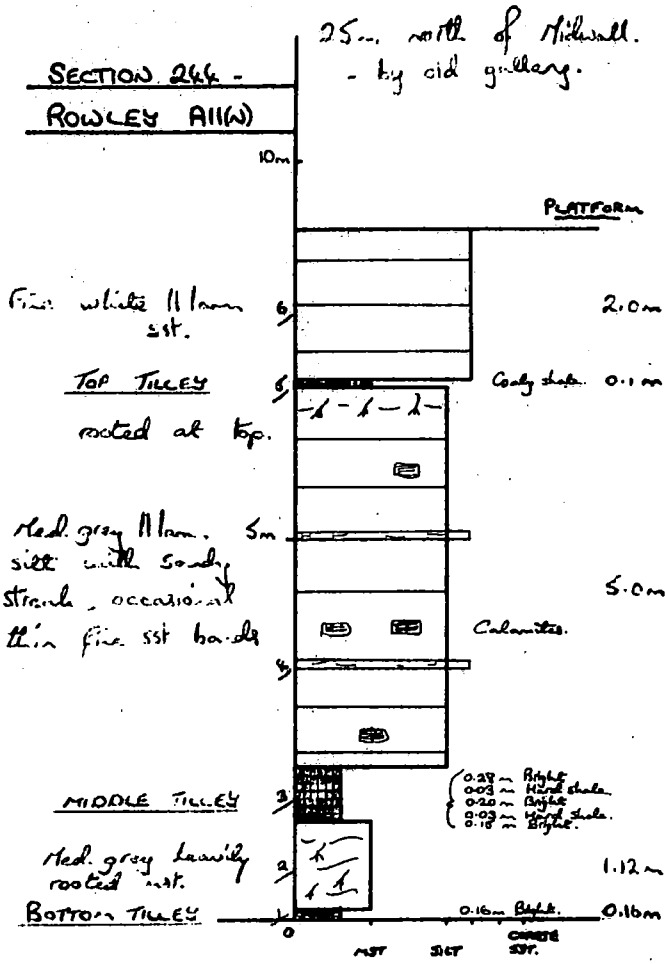 25m north of Midwall.
- by old gallery.
SECTION 244 -
ROWLEY A11(N)
10m
PLATFORM
Fine white ll lam
sst.
6
2.0m
TOP TILLEY
5
Coaly shale. 0.1m
rooted at top.
Med. grey ll lam.
silt with sandy
streaks, occasional
thin fine sst bands
5m
5.0m
Calamites.
4
MIDDLE TILLEY
3
0.28m Bright
0.03m Hard shale.
0.20m Bright
0.03m Hard shale.
0.18m Bright.
Med. grey heavily
rooted mst.
2
1.12m
BOTTOM TILLEY
1
0.16m Bright. 0.16m
0
MST SILT COARSE
SST.